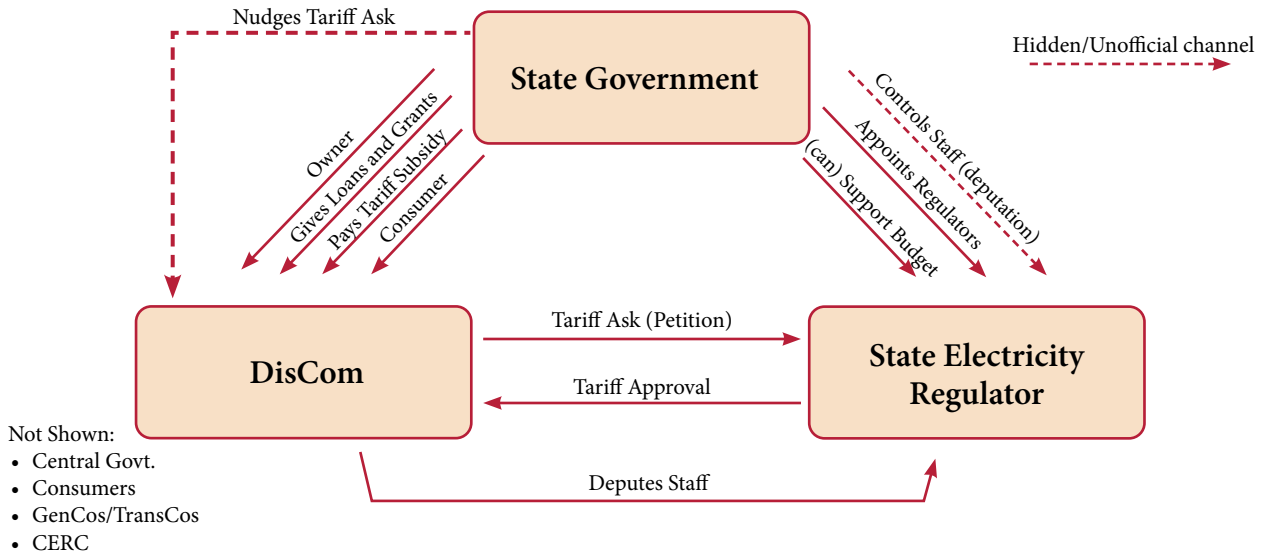 Nudges Tariff Ask
State Government
Hidden/Unofficial channel
Owner
Gives Loans and Grants
Pays Tariff Subsidy
Consumer
(can) Support Budget
Appoints Regulators
Controls Staff (deputation)
DisCom
Tariff Ask (Petition)
Tariff Approval
State Electricity
Regulator
Deputes Staff
Not Shown:
• Central Govt.
• Consumers
• GenCos/TransCos
• CERC